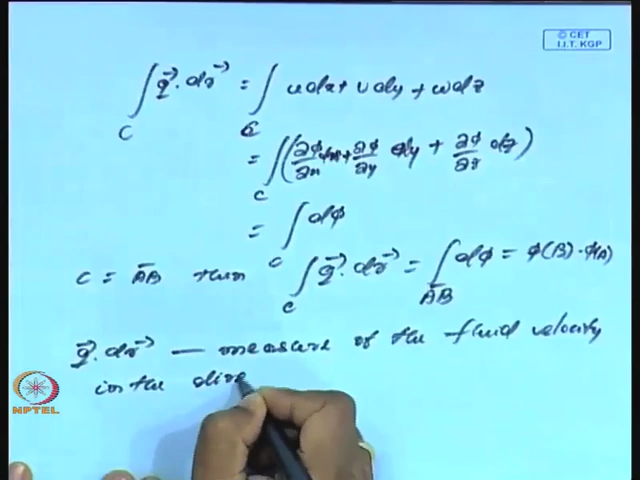 © CET
I.I.T. KGP
∫_C q⃗ · dr⃗ = ∫_C u dx + v dy + w dz
= ∫_C (∂φ/∂x dx + ∂φ/∂y dy + ∂φ/∂z dz)
= ∫_C dφ
C = AB̅ then ∫_C q⃗ · dr⃗ = ∫_AB̅ dφ = φ(B) - φ(A)
q⃗ · dr⃗ — measure of the fluid velocity
in the dire
NPTEL